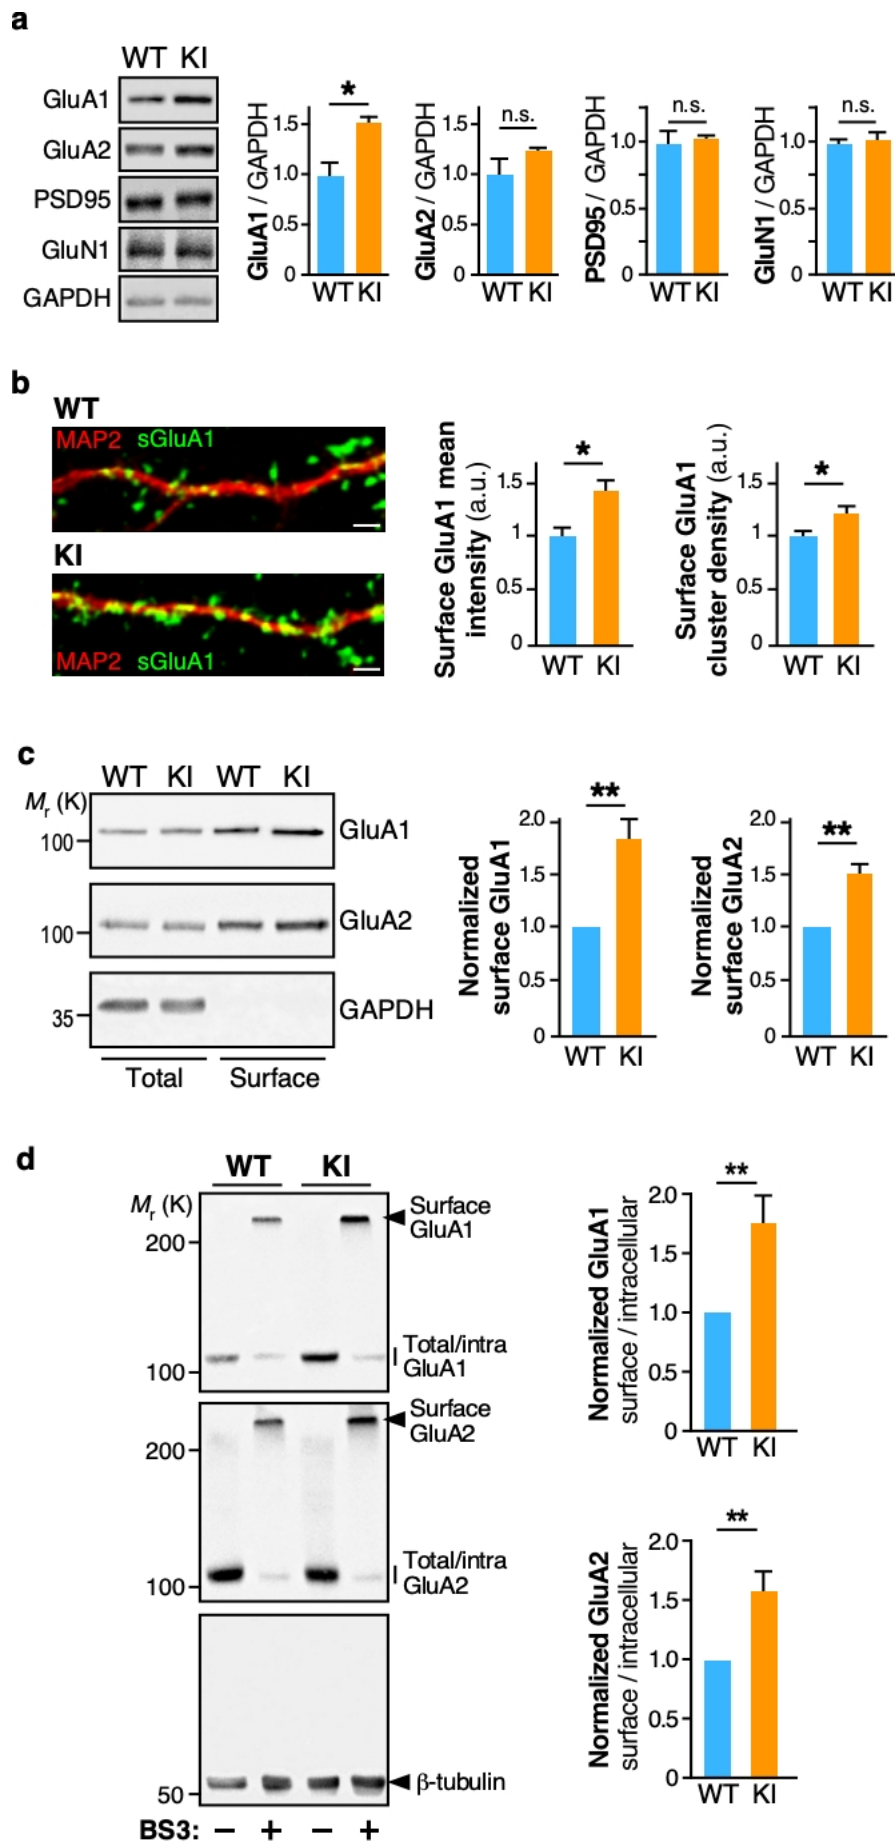 a
WT KI
GluA1
GluA2
PSD95
GluN1
GAPDH
GluA1 / GAPDH
1.5
1.0
0.5
0
*
WT KI
GluA2 / GAPDH
1.5
1.0
0.5
0
n.s.
WT KI
PSD95 / GAPDH
1.0
0.5
0
n.s.
WT KI
GluN1 / GAPDH
1.0
0.5
0
n.s.
WT KI
b
WT
MAP2 sGluA1
KI
MAP2 sGluA1
Surface GluA1 mean
intensity (a.u.)
1.5
1
0.5
0
*
WT KI
Surface GluA1
cluster density (a.u.)
1.5
1
0.5
0
*
WT KI
c
WT KI WT KI
Mr (K)
100
GluA1
100
GluA2
35
GAPDH
Total Surface
Normalized
surface GluA1
2.0
1.5
1.0
0.5
0
**
WT KI
Normalized
surface GluA2
2.0
1.5
1.0
0.5
0
**
WT KI
d
WT KI
Mr (K)
200
100
Surface
GluA1
Total/intra
GluA1
200
100
Surface
GluA2
Total/intra
GluA2
50
β-tubulin
BS3: − + − +
Normalized GluA1
surface / intracellular
2.0
1.5
1.0
0.5
0
**
WT KI
Normalized GluA2
surface / intracellular
2.0
1.5
1.0
0.5
0
**
WT KI